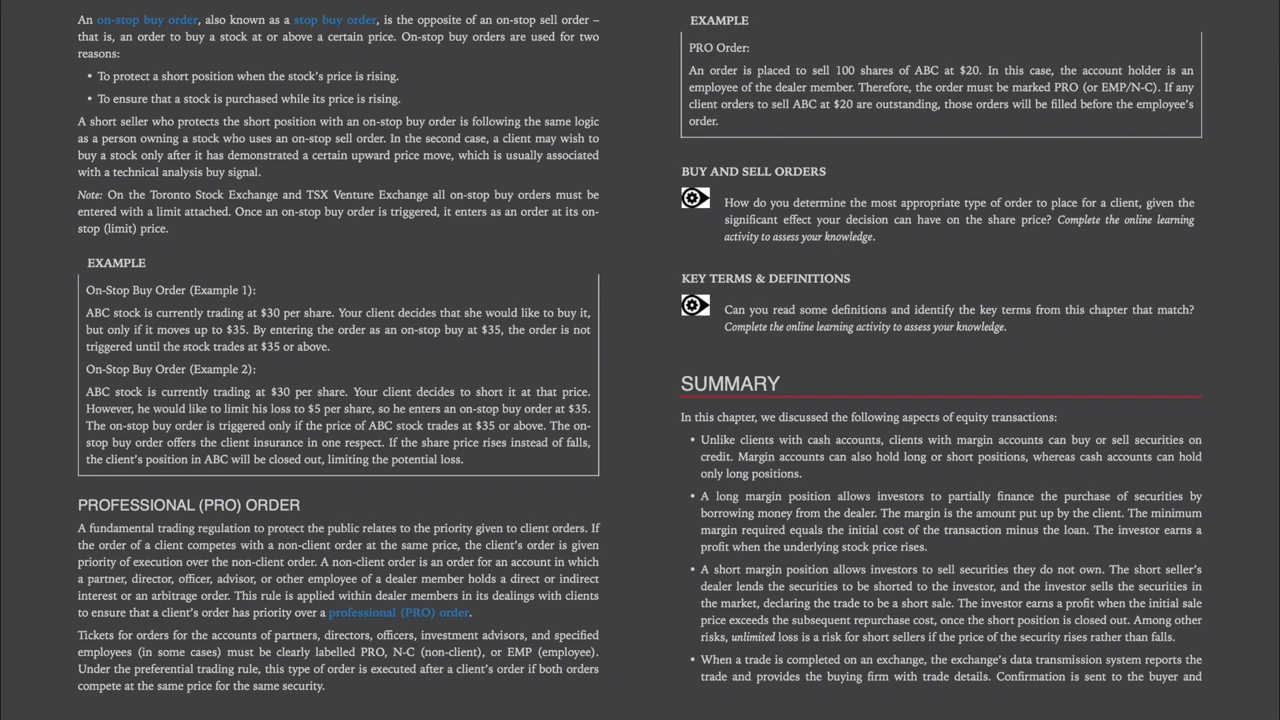 An on-stop buy order, also known as a stop buy order, is the opposite of an on-stop sell order –
that is, an order to buy a stock at or above a certain price. On-stop buy orders are used for two
reasons:
• To protect a short position when the stock's price is rising.
• To ensure that a stock is purchased while its price is rising.
A short seller who protects the short position with an on-stop buy order is following the same logic
as a person owning a stock who uses an on-stop sell order. In the second case, a client may wish to
buy a stock only after it has demonstrated a certain upward price move, which is usually associated
with a technical analysis buy signal.
Note: On the Toronto Stock Exchange and TSX Venture Exchange all on-stop buy orders must be
entered with a limit attached. Once an on-stop buy order is triggered, it enters as an order at its on-
stop (limit) price.
EXAMPLE
On-Stop Buy Order (Example 1):
ABC stock is currently trading at $30 per share. Your client decides that she would like to buy it,
but only if it moves up to $35. By entering the order as an on-stop buy at $35, the order is not
triggered until the stock trades at $35 or above.
On-Stop Buy Order (Example 2):
ABC stock is currently trading at $30 per share. Your client decides to short it at that price.
However, he would like to limit his loss to $5 per share, so he enters an on-stop buy order at $35.
The on-stop buy order is triggered only if the price of ABC stock trades at $35 or above. The on-
stop buy order offers the client insurance in one respect. If the share price rises instead of falls,
the client's position in ABC will be closed out, limiting the potential loss.
PROFESSIONAL (PRO) ORDER
A fundamental trading regulation to protect the public relates to the priority given to client orders. If
the order of a client competes with a non-client order at the same price, the client's order is given
priority of execution over the non-client order. A non-client order is an order for an account in which
a partner, director, officer, advisor, or other employee of a dealer member holds a direct or indirect
interest or an arbitrage order. This rule is applied within dealer members in its dealings with clients
to ensure that a client's order has priority over a professional (PRO) order.
Tickets for orders for the accounts of partners, directors, officers, investment advisors, and specified
employees (in some cases) must be clearly labelled PRO, N-C (non-client), or EMP (employee).
Under the preferential trading rule, this type of order is executed after a client's order if both orders
compete at the same price for the same security.
EXAMPLE
PRO Order:
An order is placed to sell 100 shares of ABC at $20. In this case, the account holder is an
employee of the dealer member. Therefore, the order must be marked PRO (or EMP/N-C). If any
client orders to sell ABC at $20 are outstanding, those orders will be filled before the employee's
order.
BUY AND SELL ORDERS
How do you determine the most appropriate type of order to place for a client, given the
significant effect your decision can have on the share price? Complete the online learning
activity to assess your knowledge.
KEY TERMS & DEFINITIONS
Can you read some definitions and identify the key terms from this chapter that match?
Complete the online learning activity to assess your knowledge.
SUMMARY
In this chapter, we discussed the following aspects of equity transactions:
• Unlike clients with cash accounts, clients with margin accounts can buy or sell securities on
credit. Margin accounts can also hold long or short positions, whereas cash accounts can hold
only long positions.
• A long margin position allows investors to partially finance the purchase of securities by
borrowing money from the dealer. The margin is the amount put up by the client. The minimum
margin required equals the initial cost of the transaction minus the loan. The investor earns a
profit when the underlying stock price rises.
• A short margin position allows investors to sell securities they do not own. The short seller's
dealer lends the securities to be shorted to the investor, and the investor sells the securities in
the market, declaring the trade to be a short sale. The investor earns a profit when the initial sale
price exceeds the subsequent repurchase cost, once the short position is closed out. Among other
risks, unlimited loss is a risk for short sellers if the price of the security rises rather than falls.
• When a trade is completed on an exchange, the exchange's data transmission system reports the
trade and provides the buying firm with trade details. Confirmation is sent to the buyer and